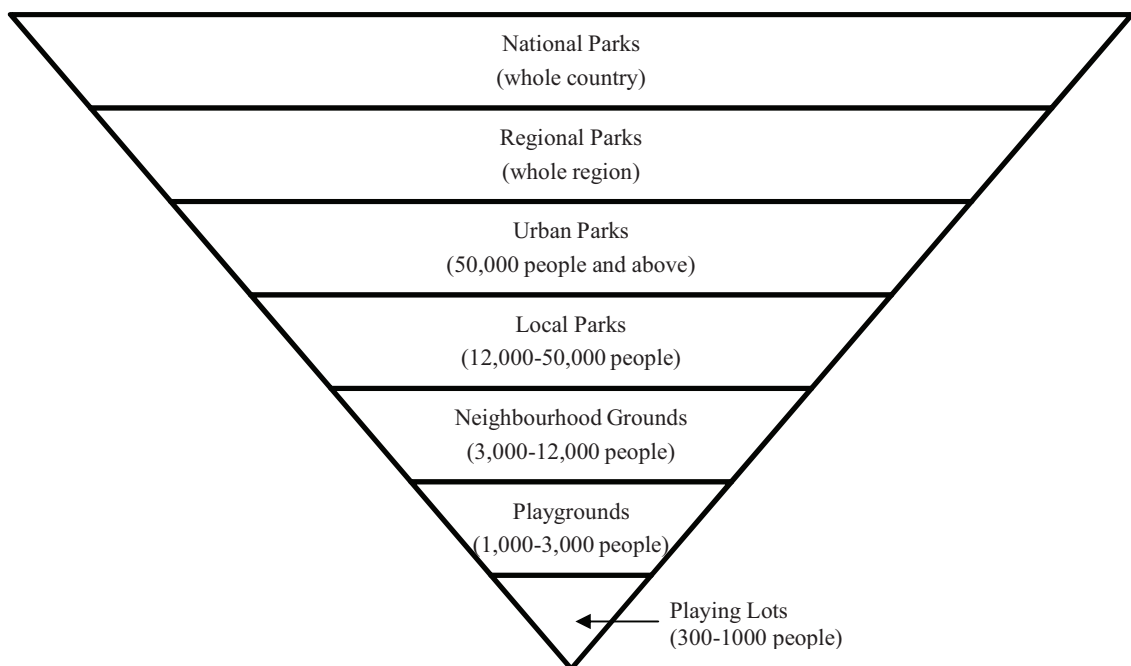 National Parks
(whole country)
Regional Parks
(whole region)
Urban Parks
(50,000 people and above)
Local Parks
(12,000-50,000 people)
Neighbourhood Grounds
(3,000-12,000 people)
Playgrounds
(1,000-3,000 people)
Playing Lots
(300-1000 people)